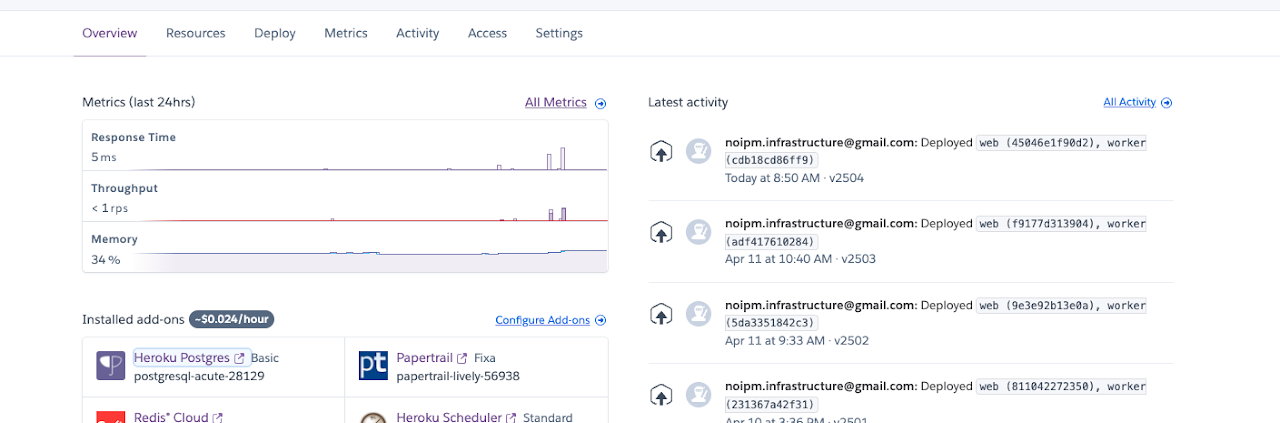 Overview Resources Deploy Metrics Activity Access Settings
Metrics (last 24hrs) All Metrics
Response Time
5 ms
Throughput
< 1 rps
Memory
34 %
Installed add-ons ~$0.024/hour Configure Add-ons
Heroku Postgres Basic
postgresql-acute-28129
pt
Papertrail Fixa
papertrail-lively-56938
Redis* Cloud
Heroku Scheduler Standard
Latest activity All Activity
noipm.infrastructure@gmail.com: Deployed web (45046e1f90d2), worker
(cdb18cd86ff9)
Today at 8:50 AM · v2504
noipm.infrastructure@gmail.com: Deployed web (f9177d313904), worker
(adf417610284)
Apr 11 at 10:40 AM · v2503
noipm.infrastructure@gmail.com: Deployed web (9e3e92b13e0a), worker
(5da3351842c3)
Apr 11 at 9:33 AM · v2502
noipm.infrastructure@gmail.com: Deployed web (811042272350), worker
(231367a42f31)
Apr 10 at 3:36 PM · v2501